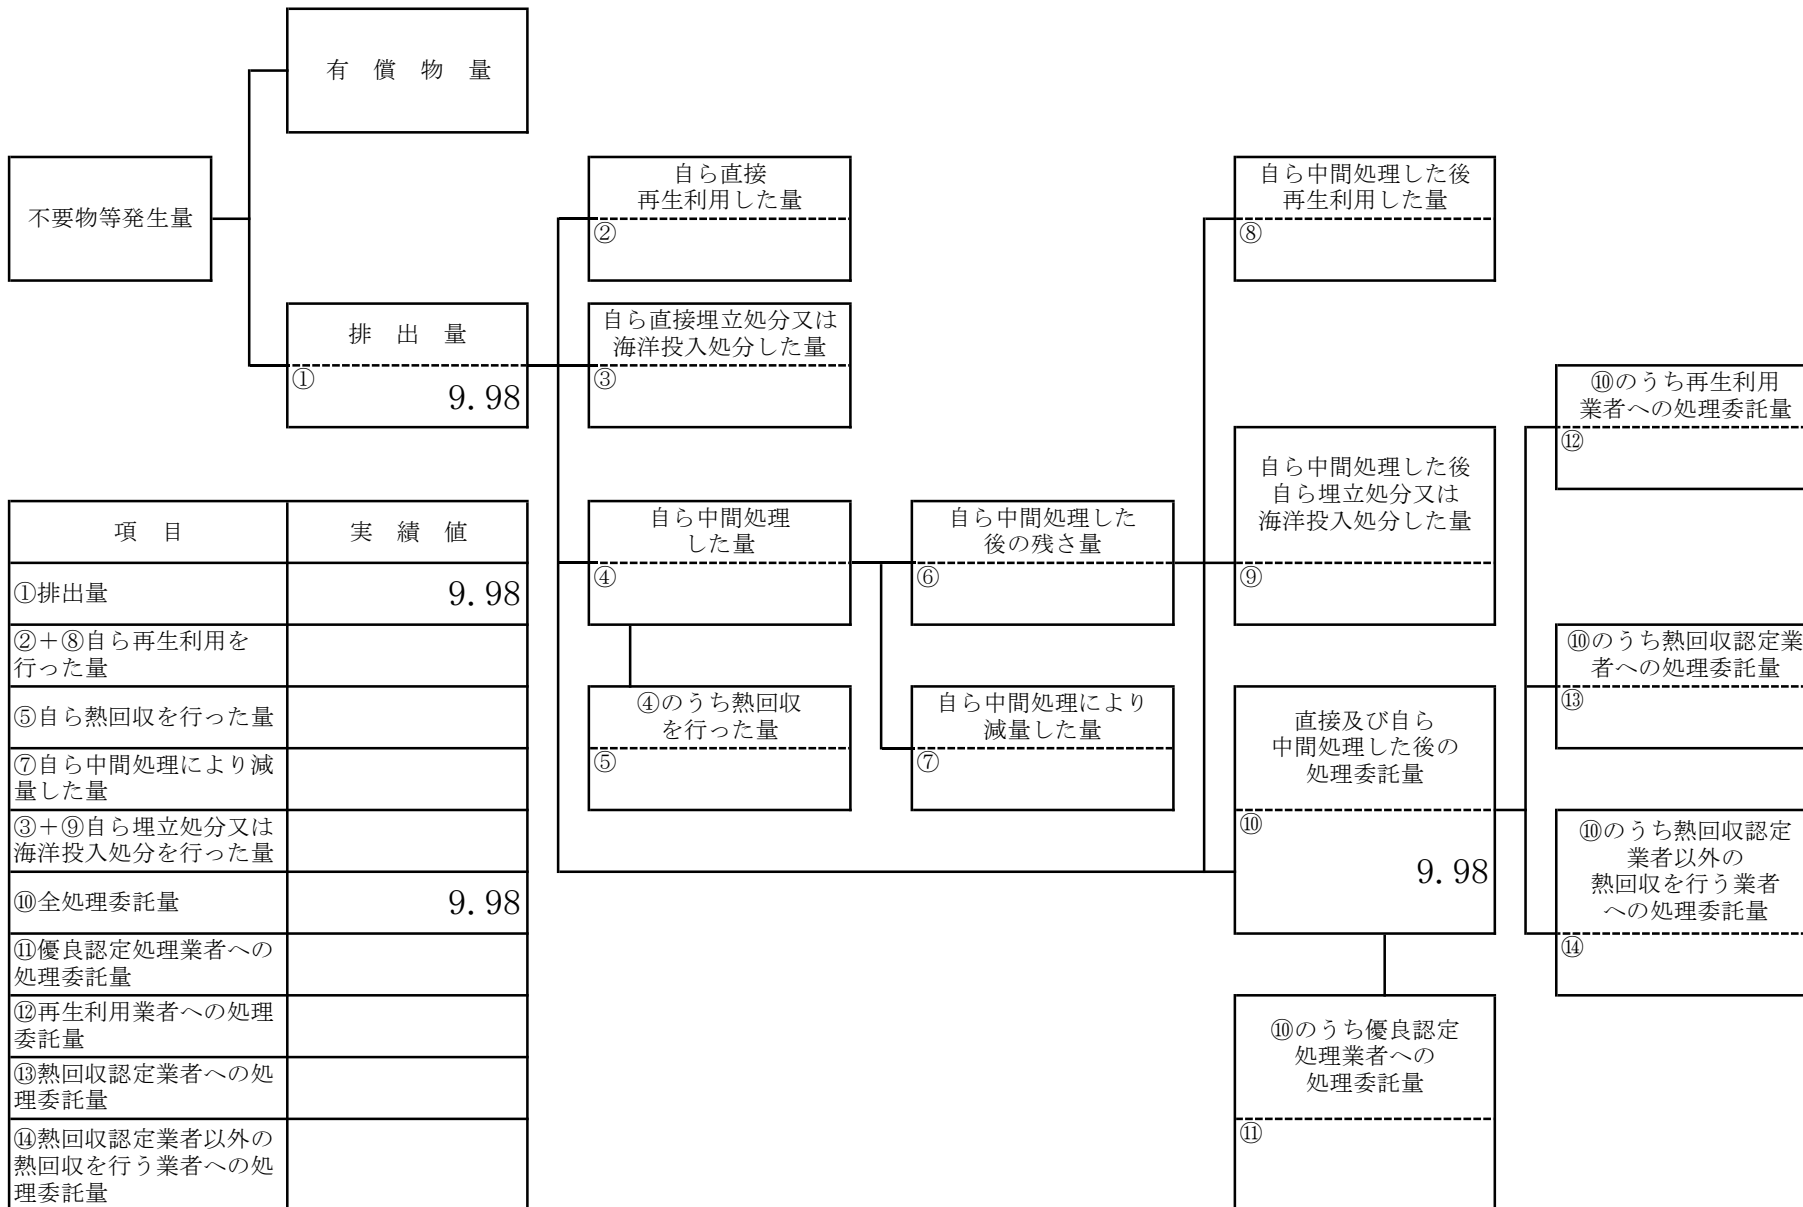 有　償　物　量
不要物等発生量
自ら直接
再生利用した量
②
自ら中間処理した後
再生利用した量
⑧
排　出　量
①
9.98
自ら直接埋立処分又は
海洋投入処分した量
③
⑩のうち再生利用
業者への処理委託量
⑫
自ら中間処理した後
自ら埋立処分又は
海洋投入処分した量
⑨
自ら中間処理
した量
④
自ら中間処理した
後の残さ量
⑥
④のうち熱回収
を行った量
⑤
自ら中間処理により
減量した量
⑦
直接及び自ら
中間処理した後の
処理委託量
⑩
9.98
⑩のうち熱回収認定業
者への処理委託量
⑬
⑩のうち熱回収認定
業者以外の
熱回収を行う業者
への処理委託量
⑭
⑩のうち優良認定
処理業者への
処理委託量
⑪
項　目　実　績　値
①排出量　9.98
②＋⑧自ら再生利用を
行った量
⑤自ら熱回収を行った量
⑦自ら中間処理により減
量した量
③＋⑨自ら埋立処分又は
海洋投入処分を行った量
⑩全処理委託量　9.98
⑪優良認定処理業者への
処理委託量
⑫再生利用業者への処理
委託量
⑬熱回収認定業者への処
理委託量
⑭熱回収認定業者以外の
熱回収を行う業者への処
理委託量